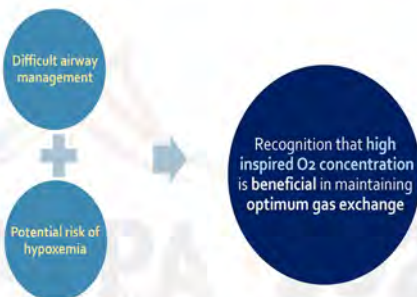 Difficult airway
management
Potential risk of
hypoxemia
Recognition that high
inspired O2 concentration
is beneficial in maintaining
optimum gas exchange